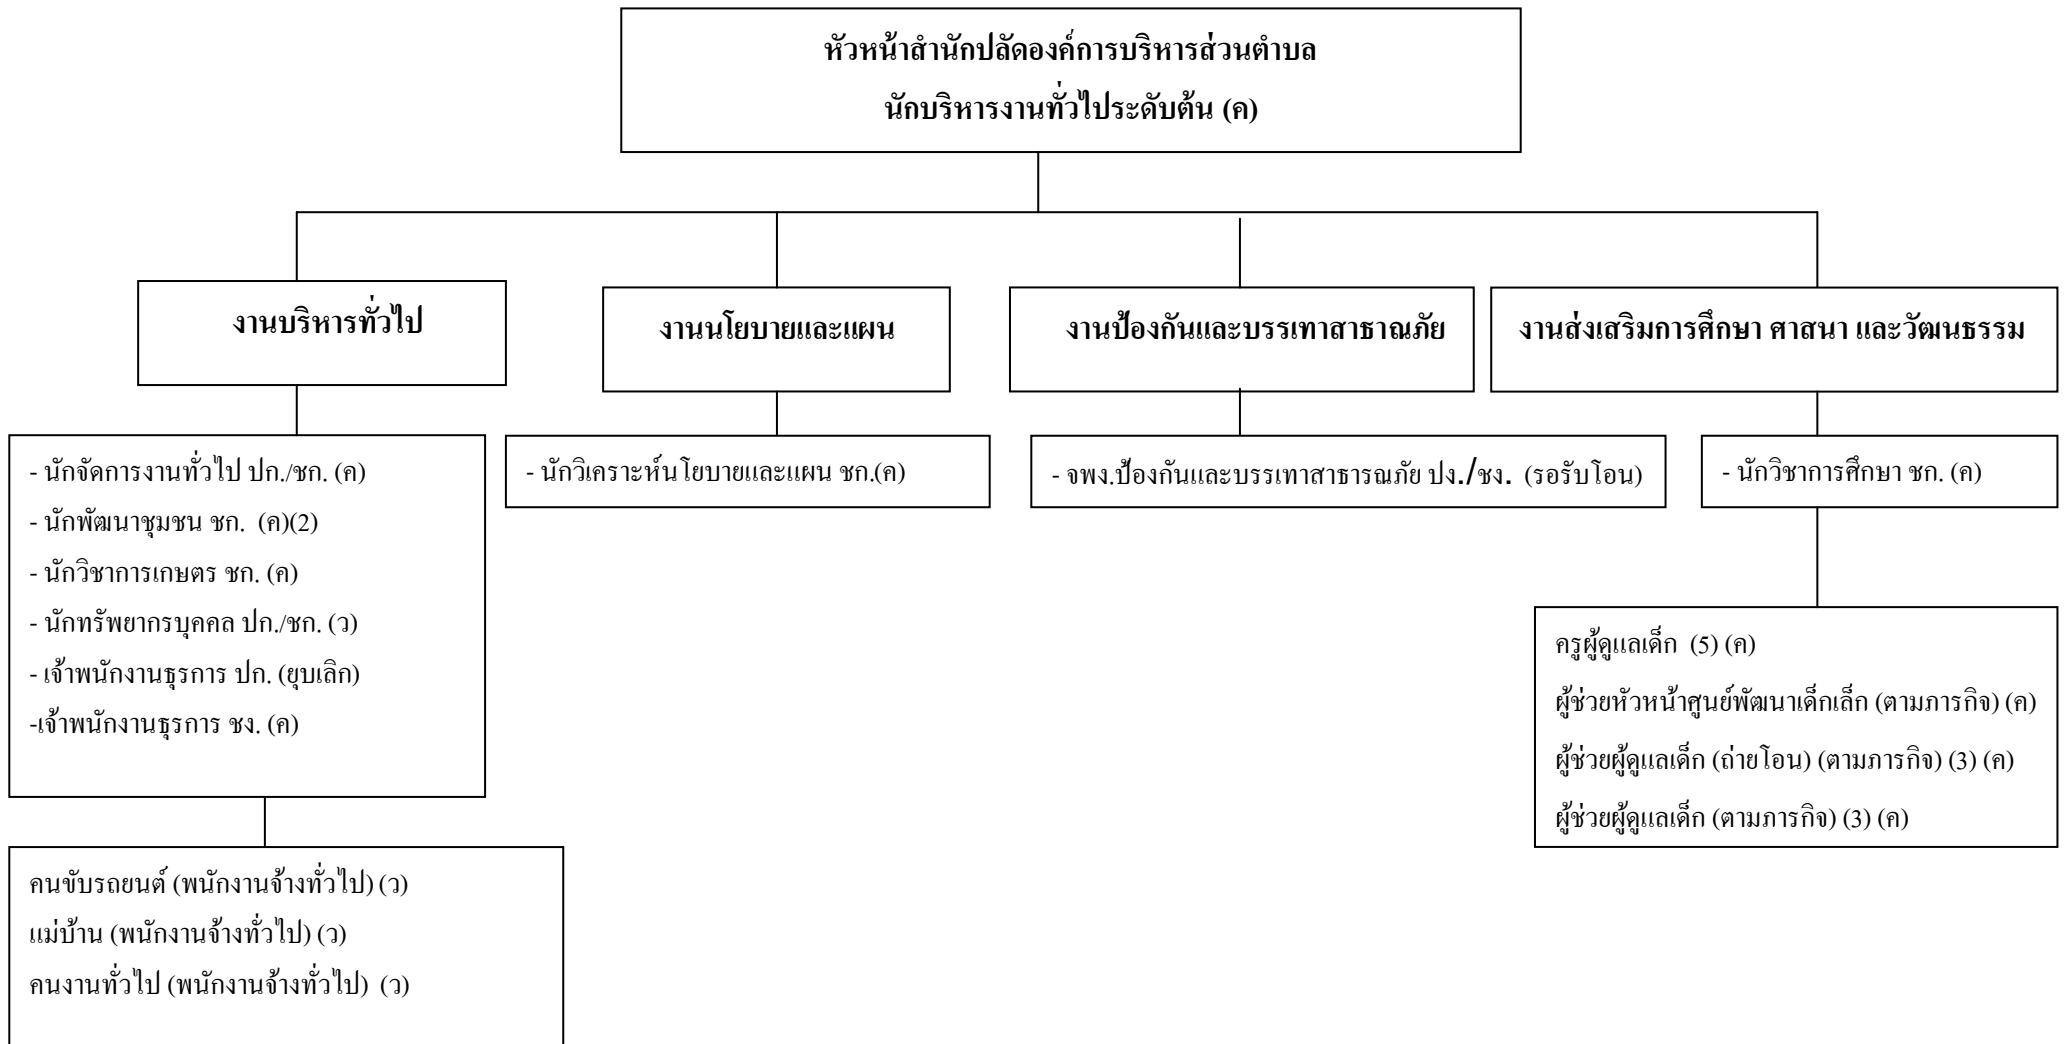 หัวหน้าสำนักปลัดองค์การบริหารส่วนตำบล
นักบริหารงานทั่วไประดับต้น (ค)
งานบริหารทั่วไป
งานนโยบายและแผน
งานป้องกันและบรรเทาสาธาณภัย
งานส่งเสริมการศึกษา ศาสนา และวัฒนธรรม
- นักจัดการงานทั่วไป ปก./ชก. (ค)
- นักพัฒนาชุมชน ชก. (ค)(2)
- นักวิชาการเกษตร ชก. (ค)
- นักทรัพยากรบุคคล ปก./ชก. (ว)
- เจ้าพนักงานธุรการ ปก. (ยุบเลิก)
-เจ้าพนักงานธุรการ ชง. (ค)
- นักวิเคราะห์นโยบายและแผน ชก.(ค)
- จพง.ป้องกันและบรรเทาสาธารณภัย ปง./ชง. (รอรับโอน)
- นักวิชาการศึกษา ชก. (ค)
ครูผู้ดูแลเด็ก (5) (ค)
ผู้ช่วยหัวหน้าศูนย์พัฒนาเด็กเล็ก (ตามภารกิจ) (ค)
ผู้ช่วยผู้ดูแลเด็ก (ถ่ายโอน) (ตามภารกิจ) (3) (ค)
ผู้ช่วยผู้ดูแลเด็ก (ตามภารกิจ) (3) (ค)
คนขับรถยนต์ (พนักงานจ้างทั่วไป) (ว)
แม่บ้าน (พนักงานจ้างทั่วไป) (ว)
คนงานทั่วไป (พนักงานจ้างทั่วไป) (ว)